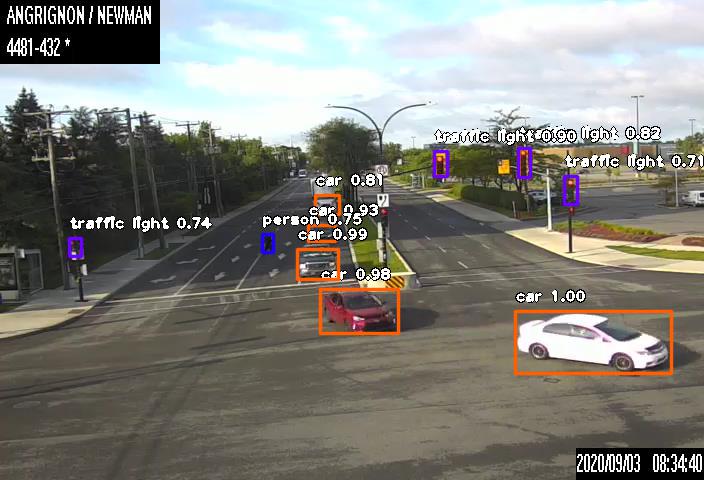 ANGRIGNON / NEWMAN
4481-432 *
traffic light 0.90
light 0.82
traffic light 0.71
car 0.81
car 0.93
traffic light 0.74
person 0.75
car 0.99
car 0.98
car 1.00
2020/09/03 08:34:40